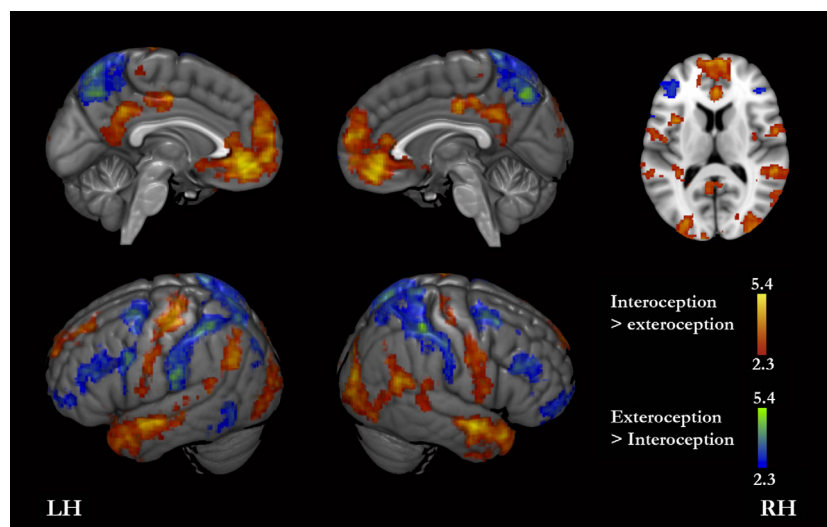 Interoception
> exteroception
5.4
2.3
Exteroception
> Interoception
5.4
2.3
LH
RH